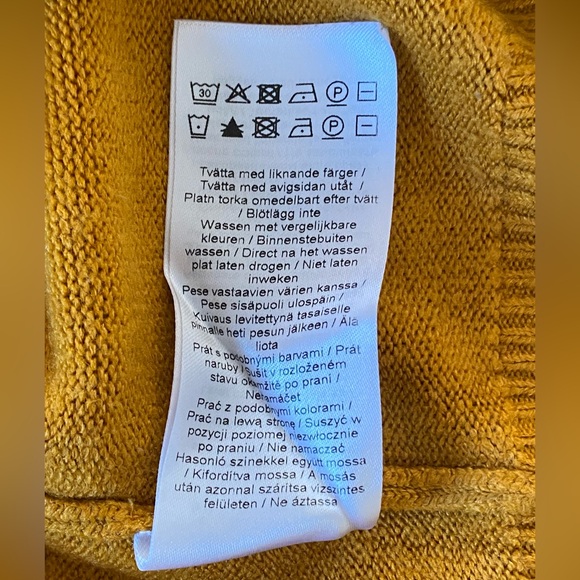 30 P
P
Tvätta med liknande färger /
Tvätta med avigsidan utåt /
Platn torka omedelbart efter tvätt
/ Blötlägg inte
Wassen met vergelijkbare
kleuren / Binnenstebuiten
wassen / Direct na het wassen
plat laten drogen / Niet laten
inweken
Pese vastaavien värien kanssa /
Pese sisäpuoli ulospäin /
Kuivaus levitettynä tasaiselle
pinnalle heti pesun jälkeen / Älä
liota
Prát s podobnými barvami / Prát
naruby / Sušit v rozloženém
stavu okamžitě po praní /
Nenamáčet
Prać z podobnymi kolorami /
Prać na lewą stronę / Suszyć w
pozycji poziomej niezwłocznie
po praniu / Nie namaczać
Hasonló színekkel együtt mossa
/ Kifordítva mossa / A mosás
után azonnal szárítsa vízszintes
felületen / Ne áztassa